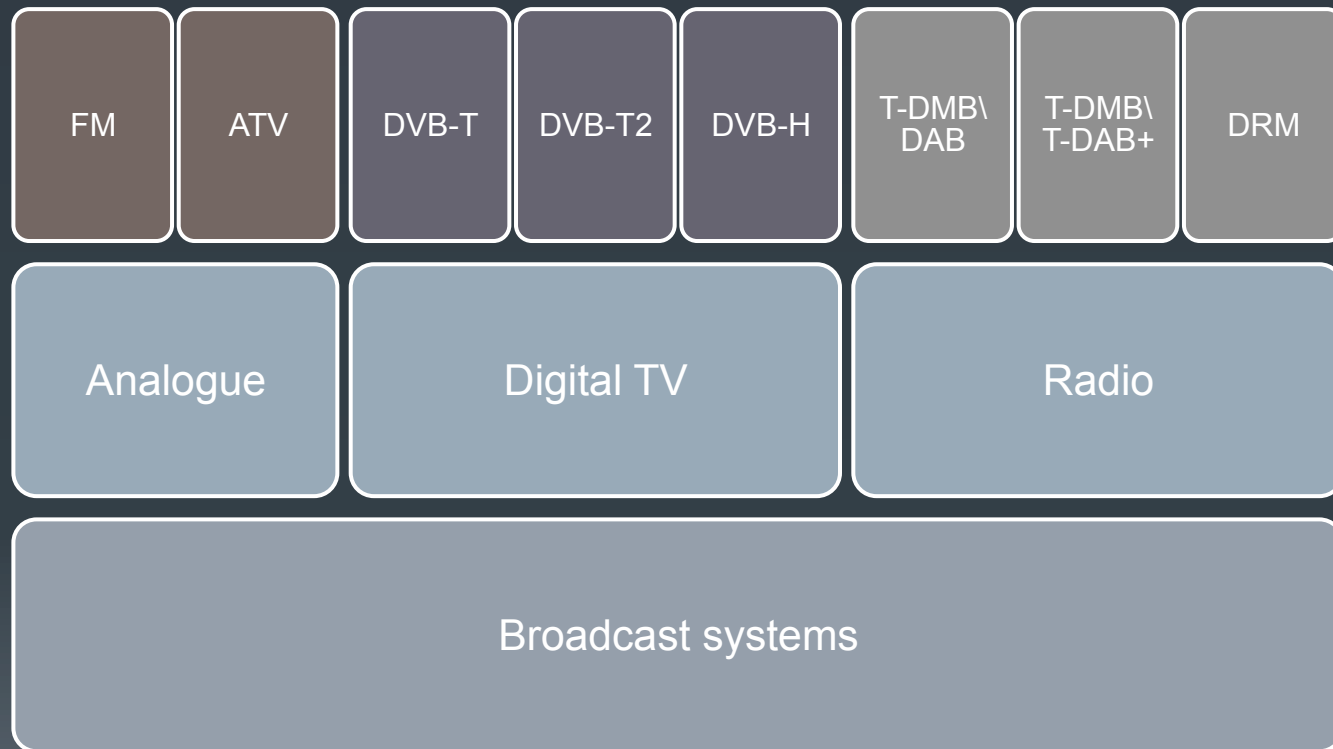 FM
ATV
DVB-T
DVB-T2
DVB-H
T-DMB\
DAB
T-DMB\
T-DAB+
DRM
Analogue
Digital TV
Radio
Broadcast systems